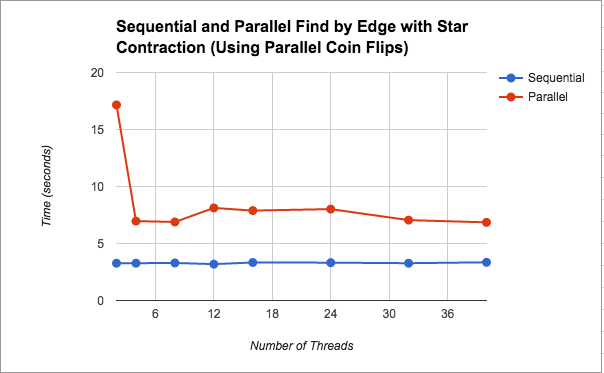 Sequential and Parallel Find by Edge with Star
Contraction (Using Parallel Coin Flips)
Sequential
Parallel
Time (seconds)
20
15
10
5
0
6 12 18 24 30 36
Number of Threads